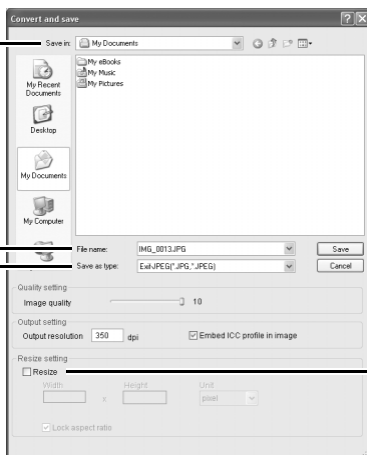 Convert and save
Save in: My Documents
My eBooks
My Music
My Pictures
My Recent
Documents
Desktop
My Documents
My Computer
File name: IMG_0013.JPG Save
Save as type: Exif-JPEG(*.JPG,*.JPEG) Cancel
Quality setting
Image quality 10
Output setting
Output resolution 350 dpi Embed ICC profile in image
Resize setting
Resize
Width Height Unit
x pixel
Lock aspect ratio